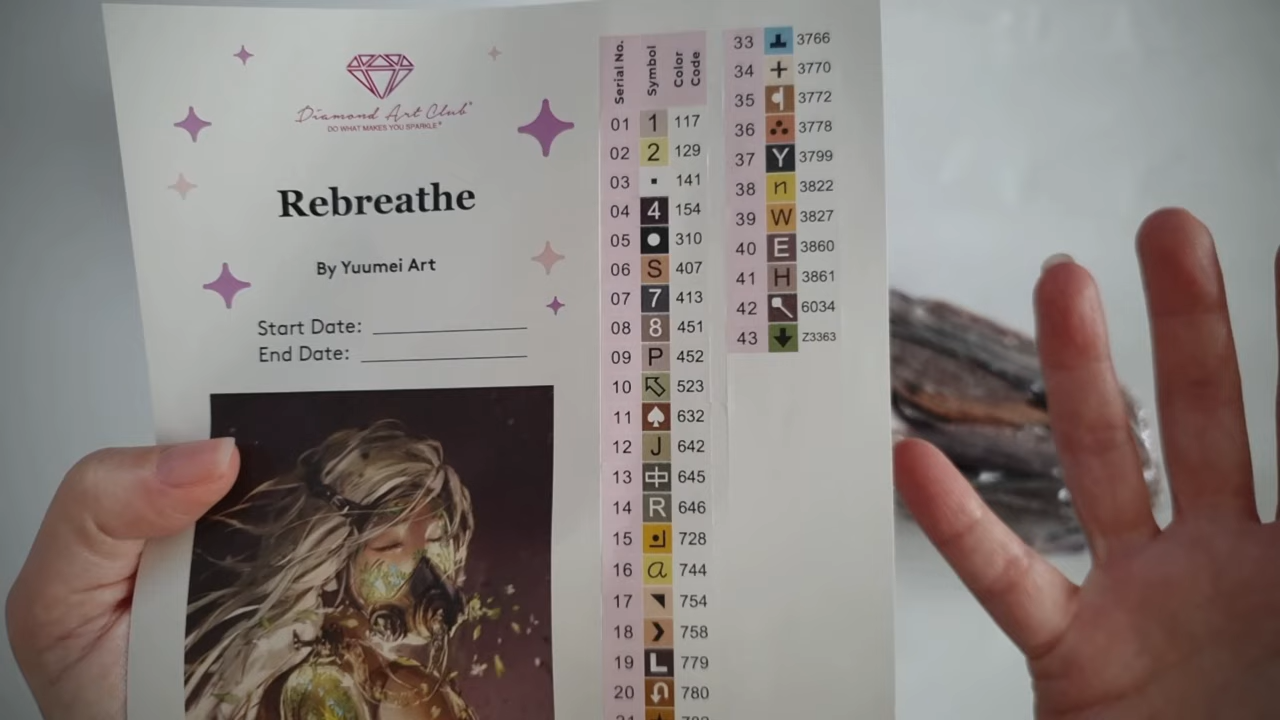 Diamond Art Club
DO WHAT MAKES YOU SPARKLE
Rebreathe
By Yuumei Art
Start Date:
End Date:
Serial No. Symbol Color Code
01 1 117
02 2 129
03 ▪ 141
04 4 154
05 ● 310
06 S 407
07 7 413
08 8 451
09 P 452
10 523
11 ♠ 632
12 J 642
13 中 645
14 R 646
15 728
16 a 744
17 ◥ 754
18 ❯ 758
19 L 779
20 780
33 3766
34 + 3770
35 3772
36 3778
37 Y 3799
38 n 3822
39 W 3827
40 E 3860
41 H 3861
42 6034
43 Z3363